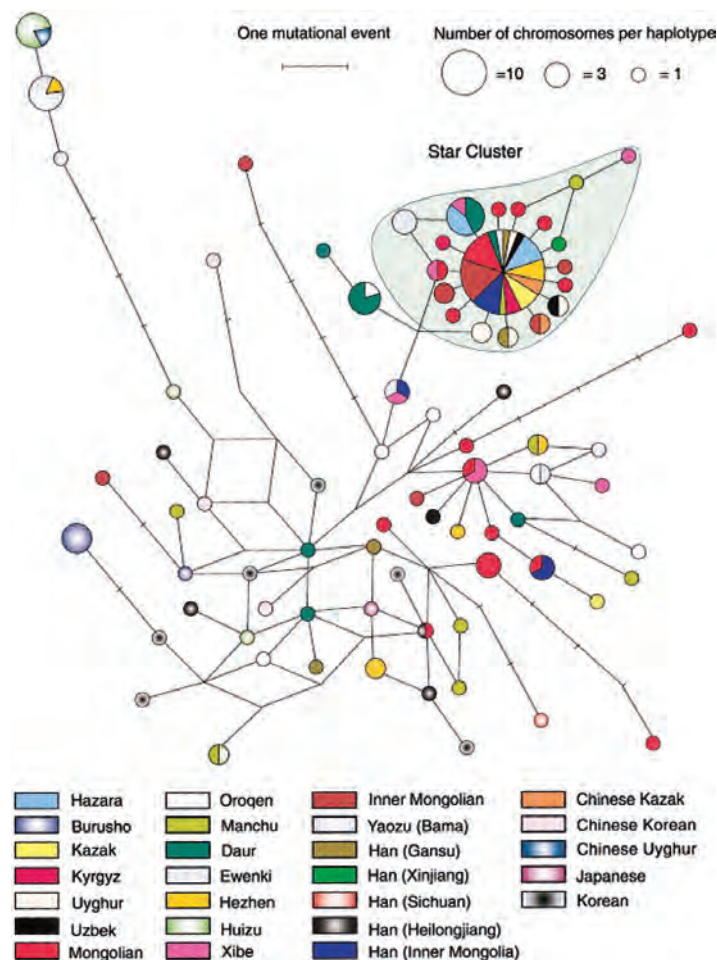 One mutational event
Number of chromosomes per haplotype
=10
= 3
= 1
Star Cluster
Hazara
Burusho
Kazak
Kyrgyz
Uyghur
Uzbek
Mongolian
Oroqen
Manchu
Daur
Ewenki
Hezhen
Huizu
Xibe
Inner Mongolian
Yaozu (Bama)
Han (Gansu)
Han (Xinjiang)
Han (Sichuan)
Han (Heilongjiang)
Han (Inner Mongolia)
Chinese Kazak
Chinese Korean
Chinese Uyghur
Japanese
Korean